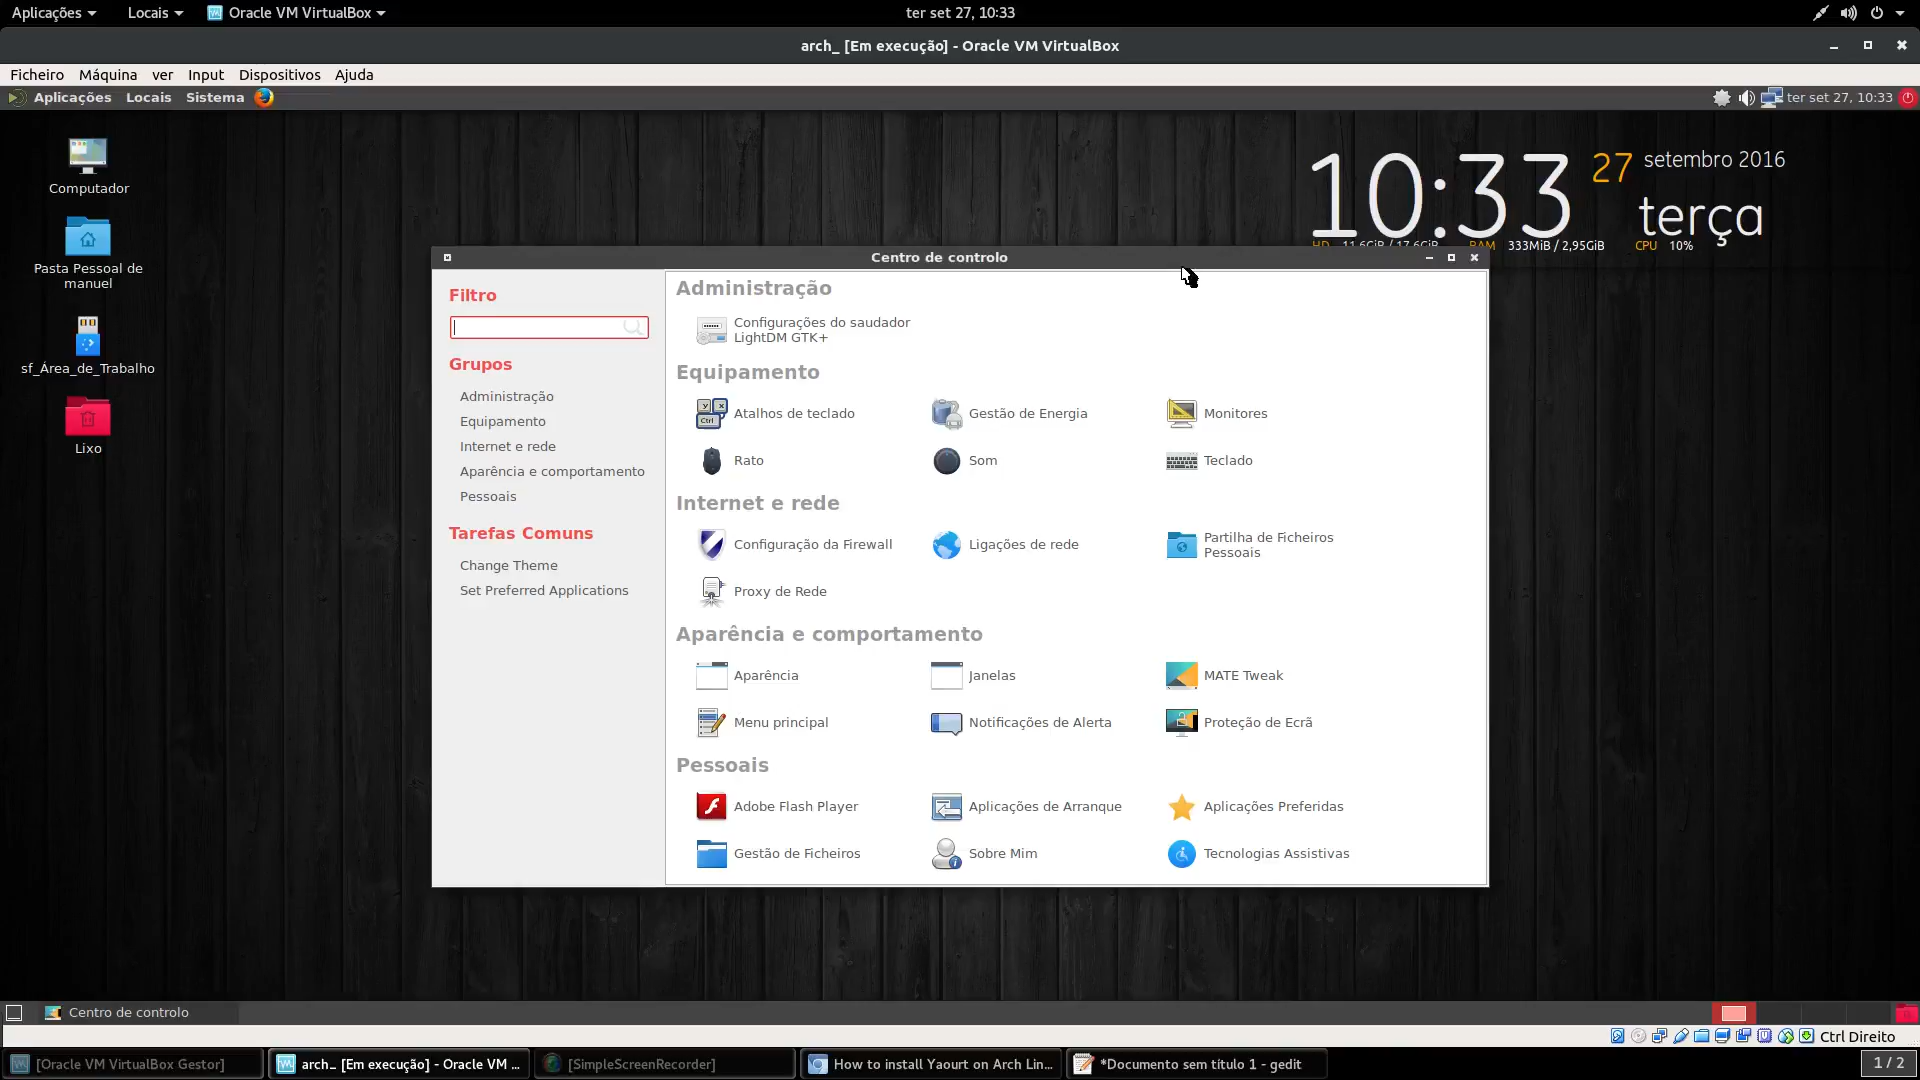 Aplicações Locais Oracle VM VirtualBox ter set 27, 10:33
arch_ [Em execução] - Oracle VM VirtualBox
Ficheiro Máquina ver Input Dispositivos Ajuda
Aplicações Locais Sistema ter set 27, 10:33
10:33 27 setembro 2016
terça
HD 11,6GiB / 17,6GiB RAM 333MiB / 2,95GiB CPU 10%
Computador
Pasta Pessoal de
manuel
sf_Área_de_Trabalho
Lixo
Centro de controlo
Filtro
Grupos
Administração
Equipamento
Internet e rede
Aparência e comportamento
Pessoais
Tarefas Comuns
Change Theme
Set Preferred Applications
Administração
Configurações do saudador
LightDM GTK+
Equipamento
Atalhos de teclado Gestão de Energia Monitores
Rato Som Teclado
Internet e rede
Configuração da Firewall Ligações de rede Partilha de Ficheiros
Pessoais
Proxy de Rede
Aparência e comportamento
Aparência Janelas MATE Tweak
Menu principal Notificações de Alerta Proteção de Ecrã
Pessoais
Adobe Flash Player Aplicações de Arranque Aplicações Preferidas
Gestão de Ficheiros Sobre Mim Tecnologias Assistivas
Centro de controlo
Ctrl Direito
[Oracle VM VirtualBox Gestor] arch_ [Em execução] - Oracle VM ... [SimpleScreenRecorder] How to install Yaourt on Arch Lin... *Documento sem título 1 - gedit 1 / 2